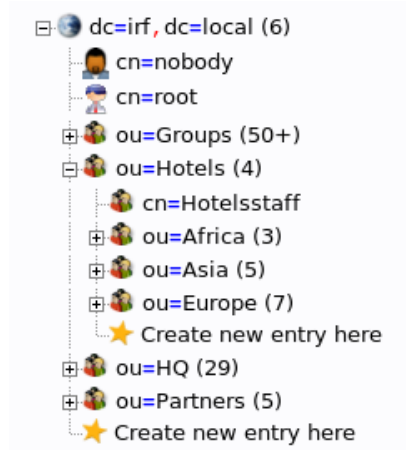 dc=irf, dc=local (6)
cn=nobody
cn=root
ou=Groups (50+)
ou=Hotels (4)
cn=Hotelsstaff
ou=Africa (3)
ou=Asia (5)
ou=Europe (7)
Create new entry here
ou=HQ (29)
ou=Partners (5)
Create new entry here